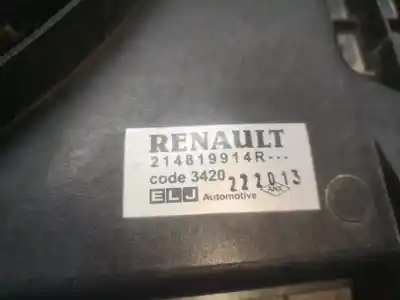 RENAULT
214819914R---
code 3420 222013
ELJ Automotive